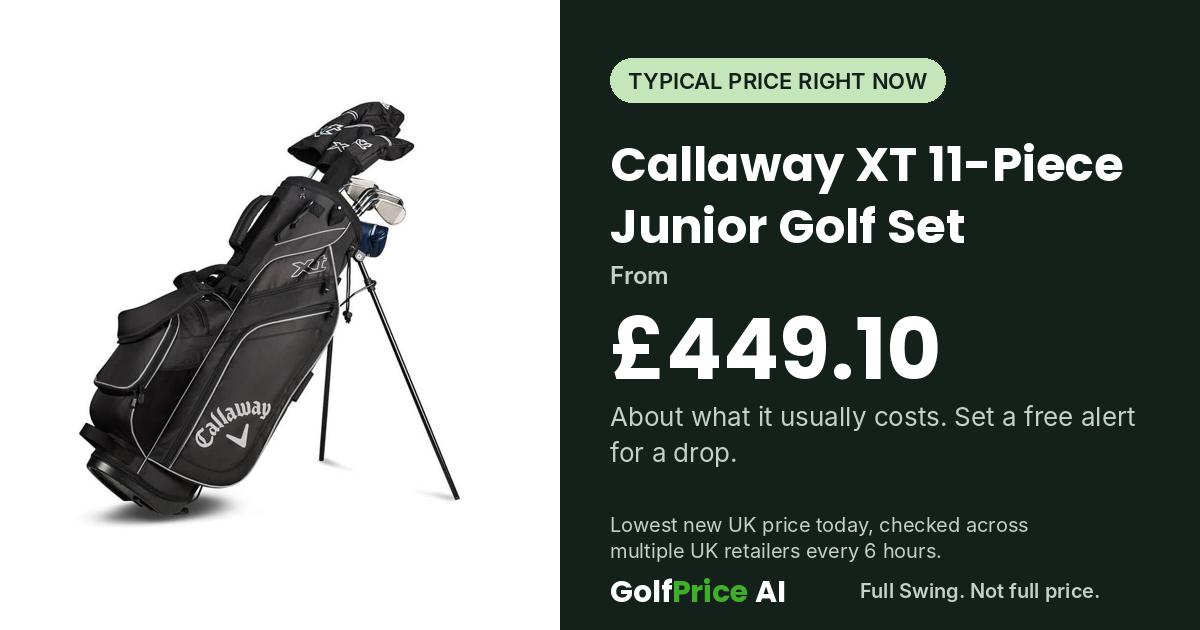 TYPICAL PRICE RIGHT NOW
Callaway XT 11-Piece
Junior Golf Set
From
£449.10
About what it usually costs. Set a free alert
for a drop.
Lowest new UK price today, checked across
multiple UK retailers every 6 hours.
GolfPrice AI
Full Swing. Not full price.
xt
Callaway